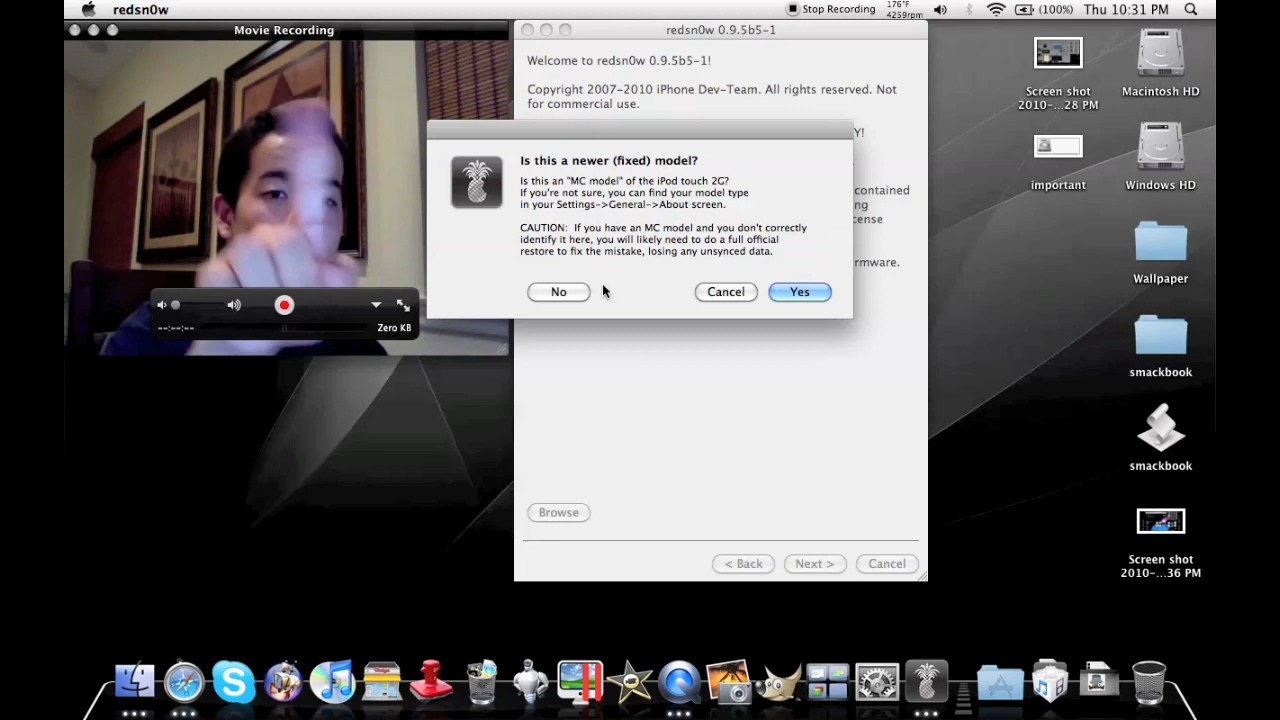 redsn0w
Stop Recording
176°F
4259rpm
(100%)
Thu 10:31 PM
Movie Recording
redsn0w 0.9.5b5-1
Welcome to redsn0w 0.9.5b5-1!
Copyright 2007-2010 iPhone Dev-Team. All rights reserved. Not
for commercial use.
Y!
contained
ng
cense
rmware.
Is this a newer (fixed) model?
Is this an "MC model" of the iPod touch 2G?
If you're not sure, you can find your model type
in your Settings->General->About screen.
CAUTION: If you have an MC model and you don't correctly
identify it here, you will likely need to do a full official
restore to fix the mistake, losing any unsynced data.
No
Cancel
Yes
--:--:--
Zero KB
Browse
< Back
Next >
Cancel
Screen shot
2010-...28 PM
Macintosh HD
important
Windows HD
Wallpaper
smackbook
smackbook
Screen shot
2010-...36 PM